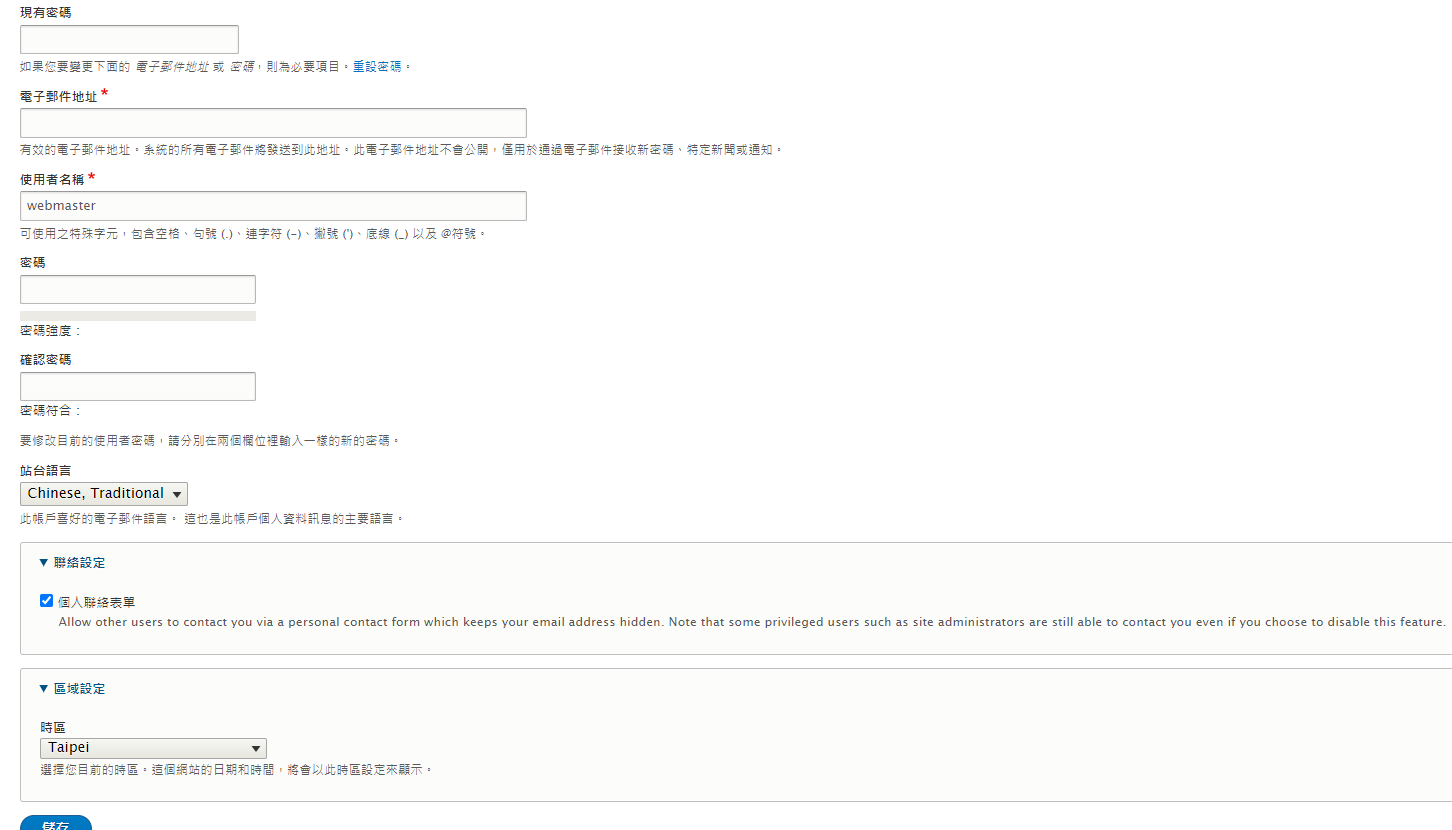 現有密碼
如果您要變更下面的 電子郵件地址 或 密碼，則為必要項目。重設密碼。
電子郵件地址 *
有效的電子郵件地址。系統的所有電子郵件將發送到此地址。此電子郵件地址不會公開，僅用於通過電子郵件接收新密碼、特定新聞或通知。
使用者名稱 *
webmaster
可使用之特殊字元，包含空格、句號 (.)、連字符 (-)、撇號 (')、底線 (_) 以及 @符號。
密碼
密碼強度：
確認密碼
密碼符合：
要修改目前的使用者密碼，請分別在兩個欄位裡輸入一樣的新的密碼。
站台語言
Chinese, Traditional
此帳戶喜好的電子郵件語言。 這也是此帳戶個人資料訊息的主要語言。
聯絡設定
個人聯絡表單
Allow other users to contact you via a personal contact form which keeps your email address hidden. Note that some privileged users such as site administrators are still able to contact you even if you choose to disable this feature.
區域設定
時區
Taipei
選擇您目前的時區。這個網站的日期和時間，將會以此時區設定來顯示。
儲存